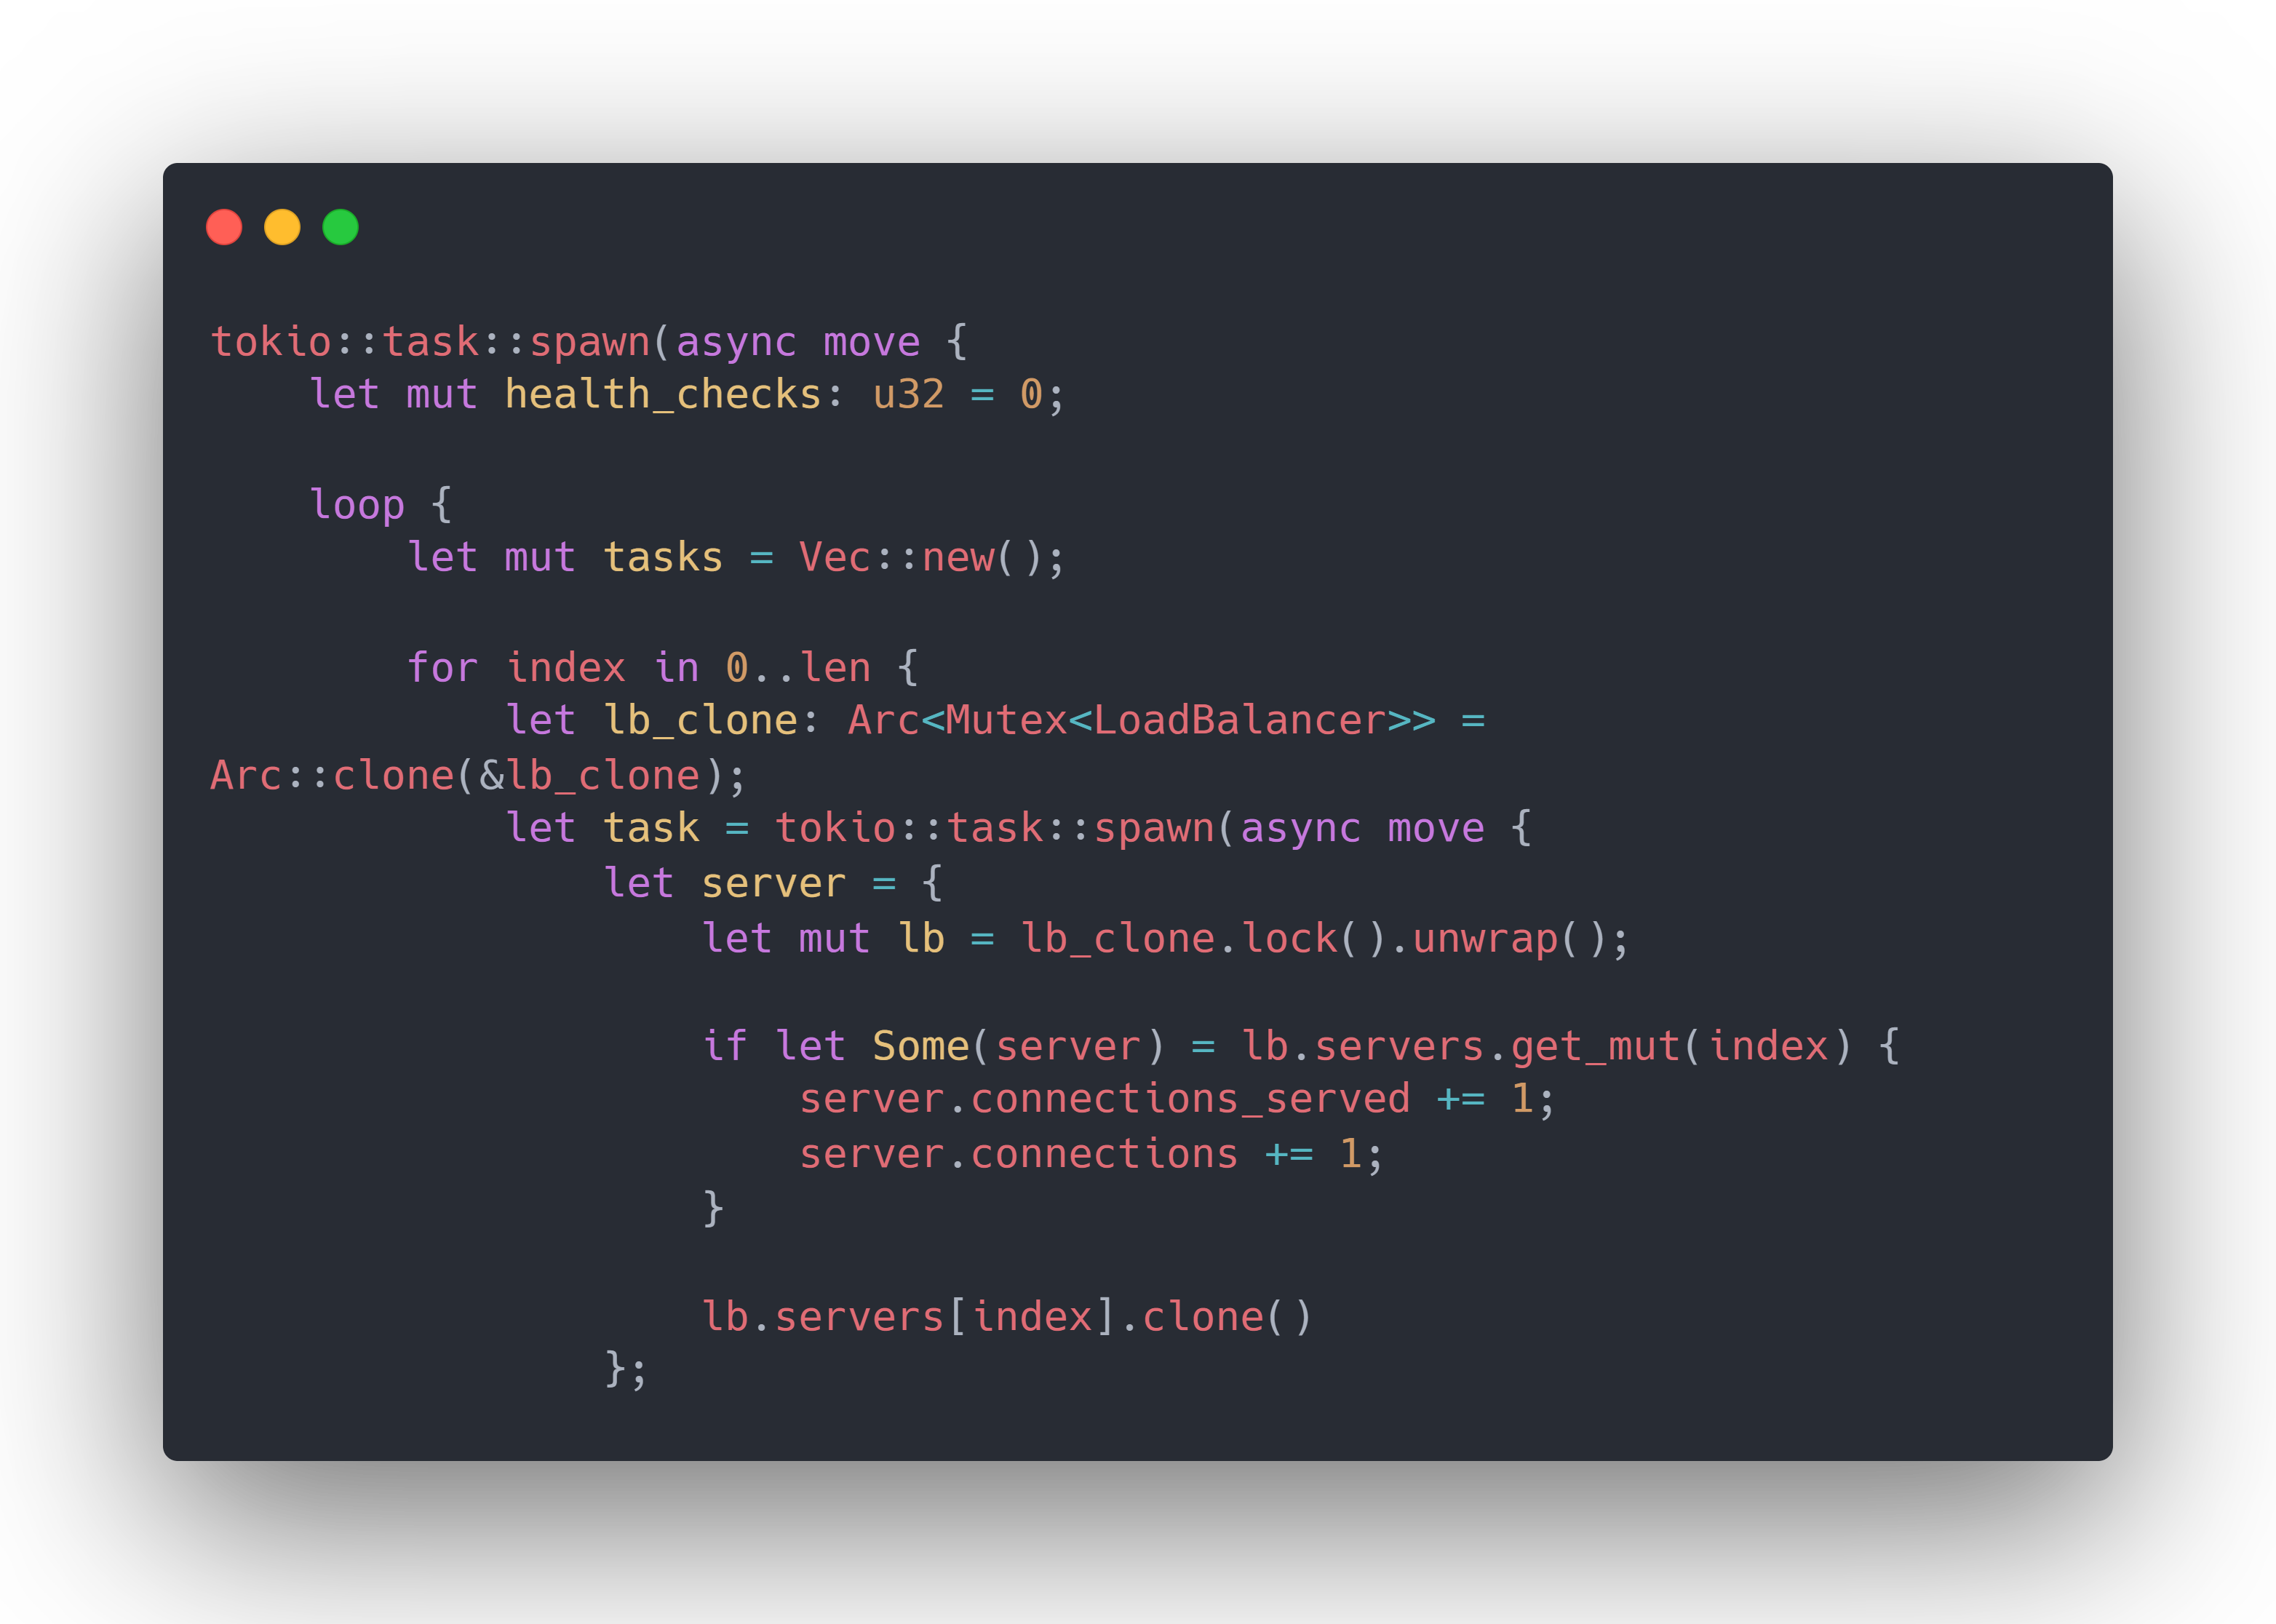 tokio::task::spawn(async move {
    let mut health_checks: u32 = 0;

    loop {
        let mut tasks = Vec::new();

        for index in 0..len {
            let lb_clone: Arc<Mutex<LoadBalancer>> =
Arc::clone(&lb_clone);
            let task = tokio::task::spawn(async move {
                let server = {
                    let mut lb = lb_clone.lock().unwrap();

                    if let Some(server) = lb.servers.get_mut(index) {
                        server.connections_served += 1;
                        server.connections += 1;
                    }

                    lb.servers[index].clone()
                };